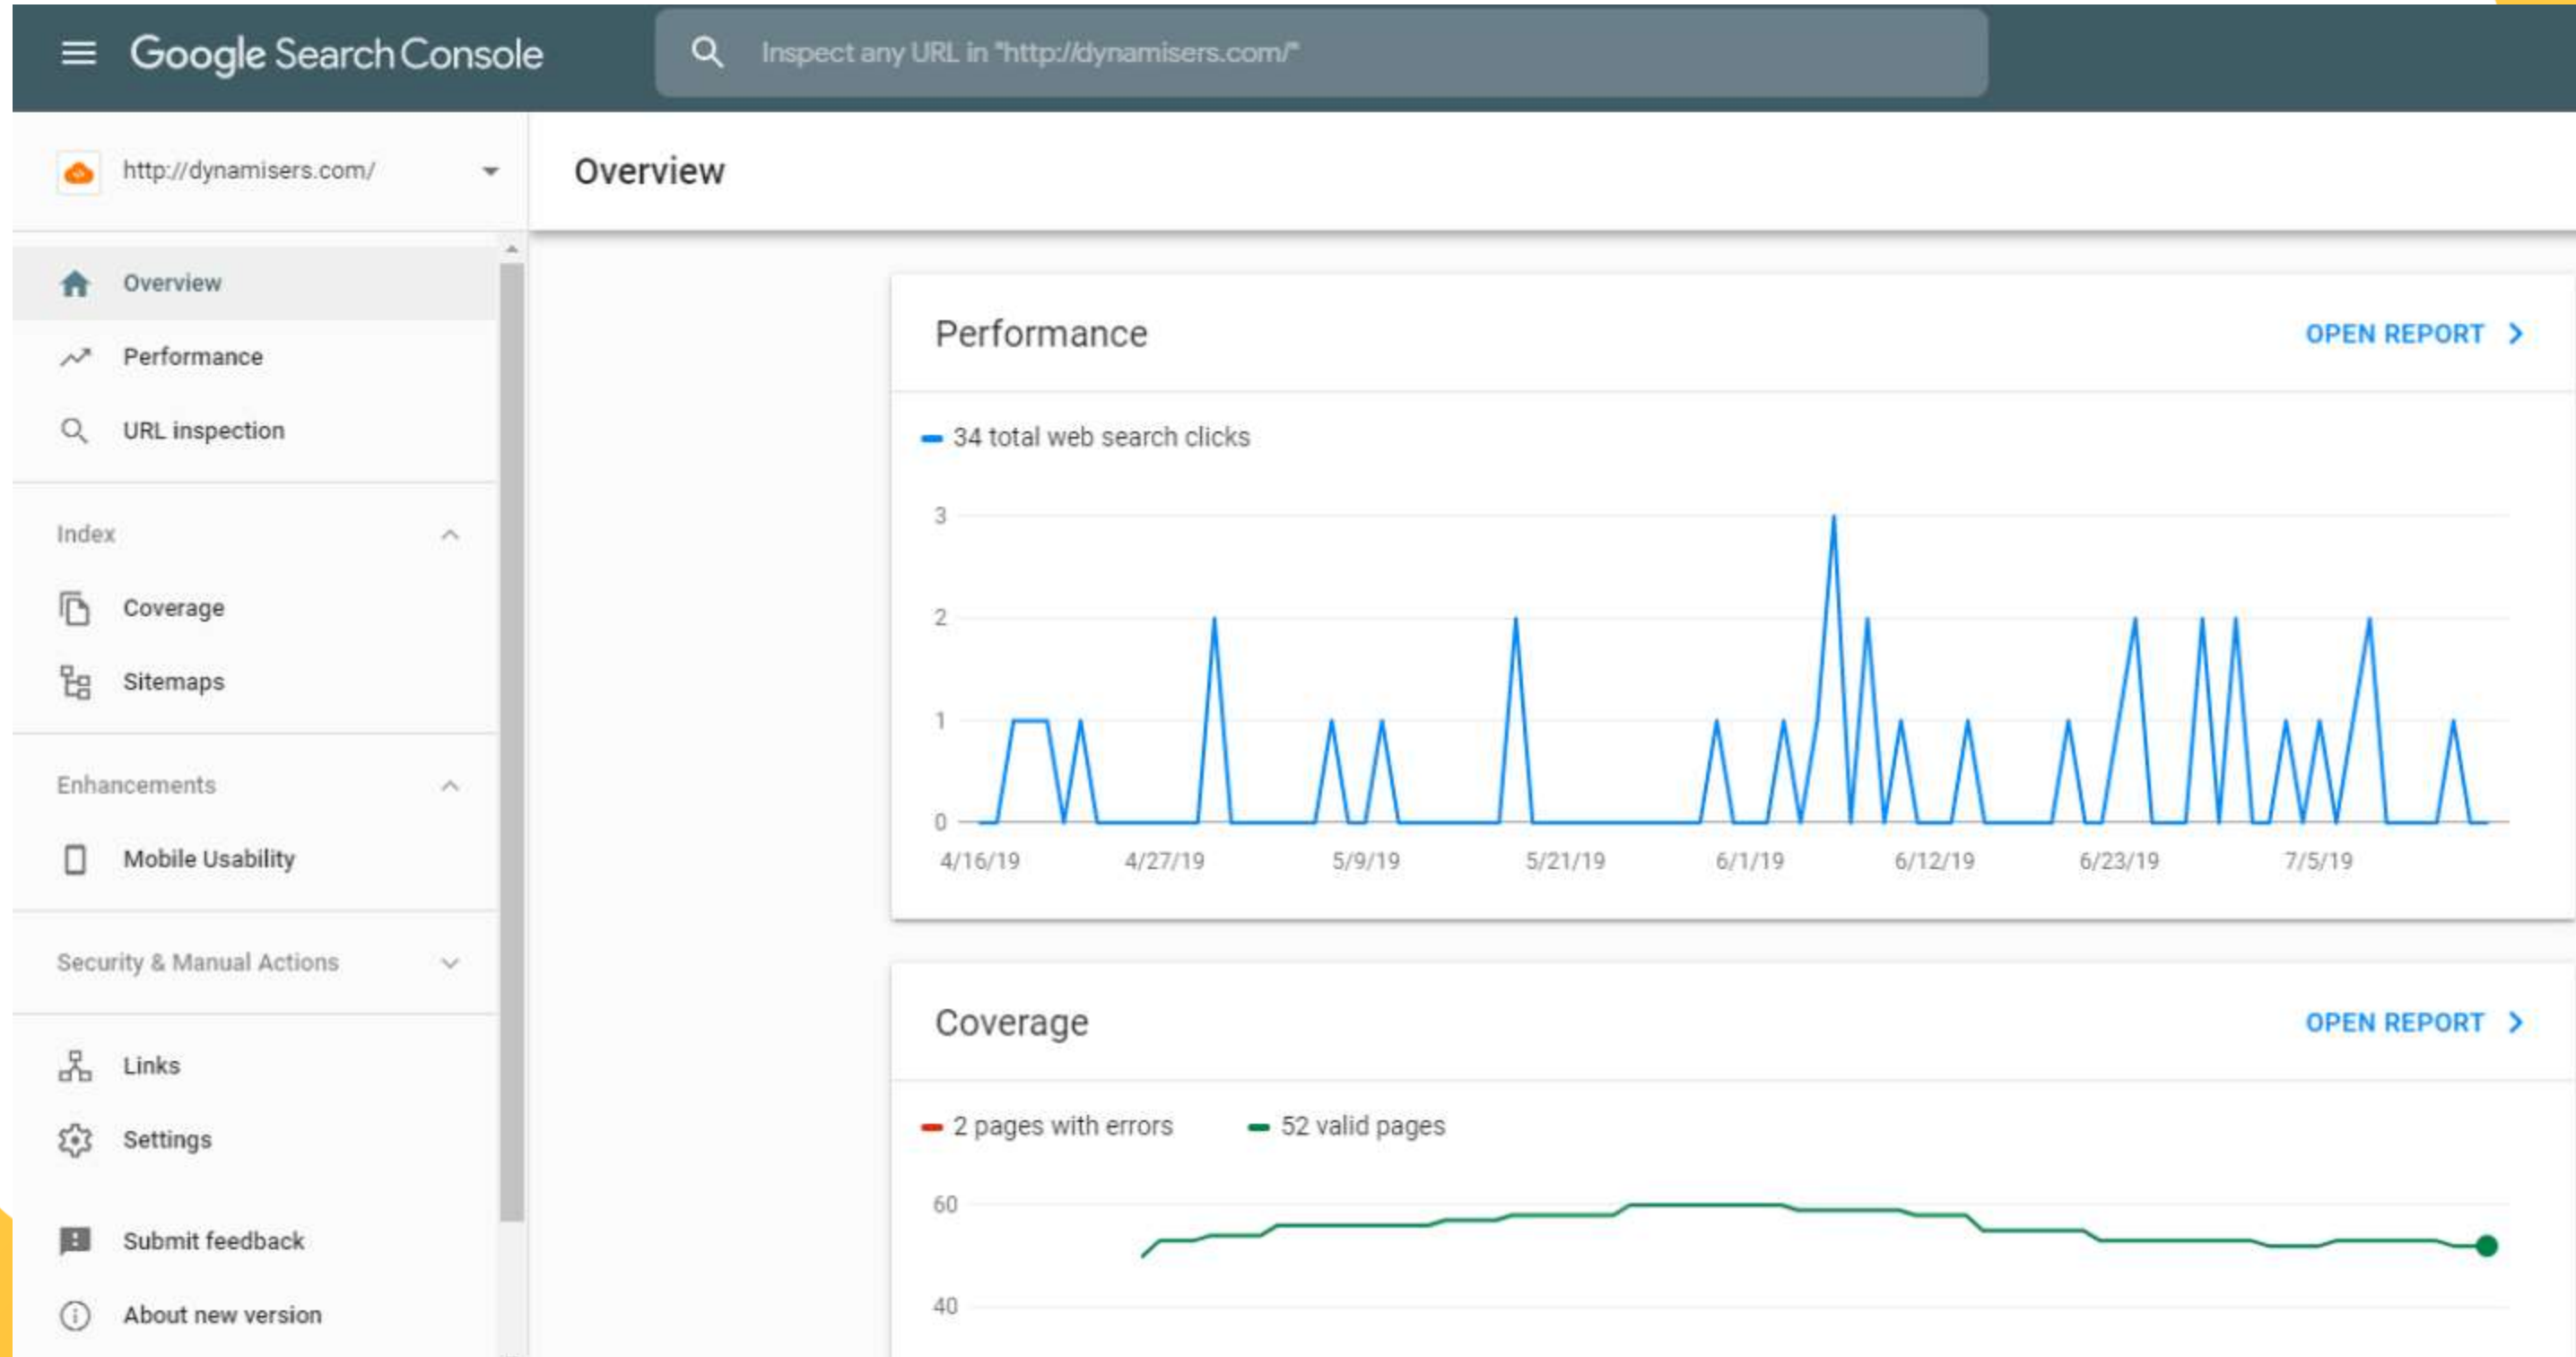 Google Search Console
Inspect any URL in "http://dynamisers.com/"
http://dynamisers.com/
Overview
Overview
Performance
URL inspection
Index
Coverage
Sitemaps
Enhancements
Mobile Usability
Security & Manual Actions
Links
Settings
Submit feedback
About new version
Performance
OPEN REPORT
34 total web search clicks
3
2
1
0
4/16/19 4/27/19 5/9/19 5/21/19 6/1/19 6/12/19 6/23/19 7/5/19
Coverage
OPEN REPORT
2 pages with errors 52 valid pages
60
40